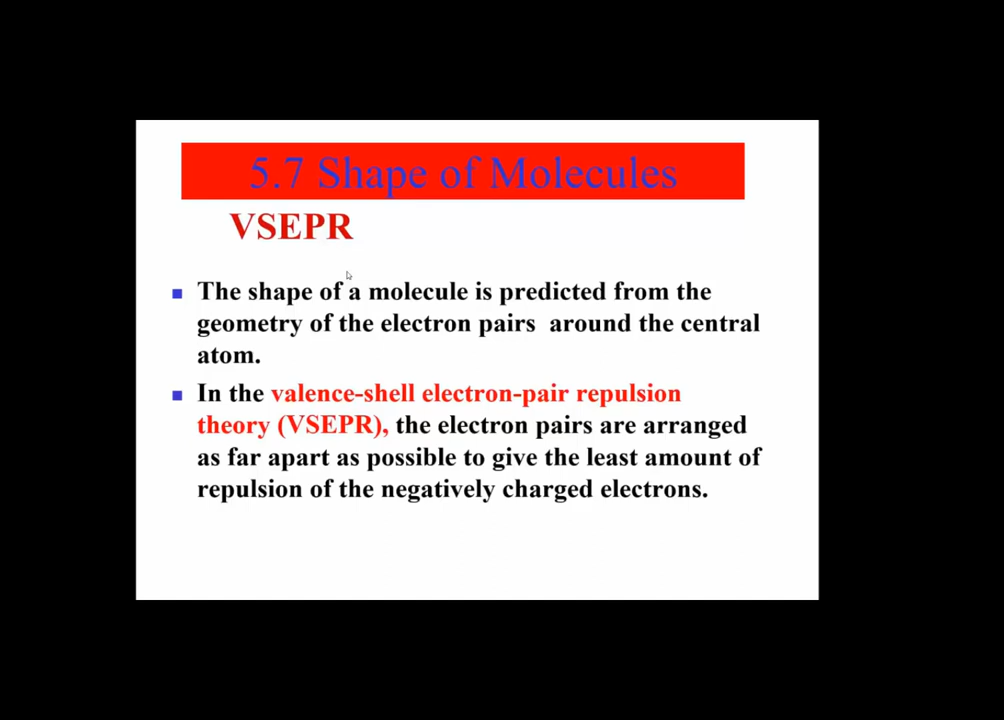 5.7 Shape of Molecules
VSEPR
The shape of a molecule is predicted from the
geometry of the electron pairs around the central
atom.
In the valence-shell electron-pair repulsion
theory (VSEPR), the electron pairs are arranged
as far apart as possible to give the least amount of
repulsion of the negatively charged electrons.